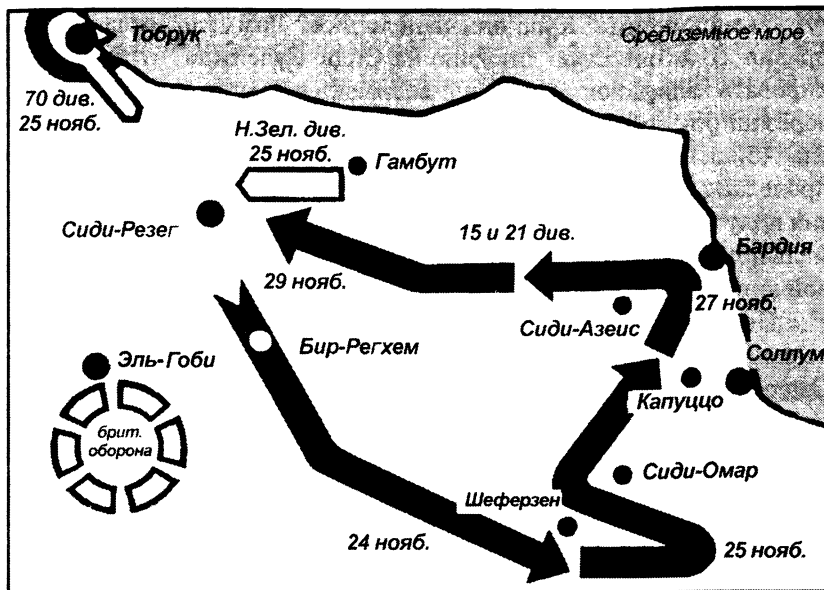 Тобрук
Средиземное море
70 див.
25 нояб.
Н.Зел. див.
25 нояб.
Гамбут
Сиди-Резег
15 и 21 див.
Бардия
29 нояб.
27 нояб.
Сиди-Азеис
Бир-Регхем
Соллум
Эль-Гоби
Капуццо
брит.
оборона
Сиди-Омар
Шеферзен
24 нояб.
25 нояб.